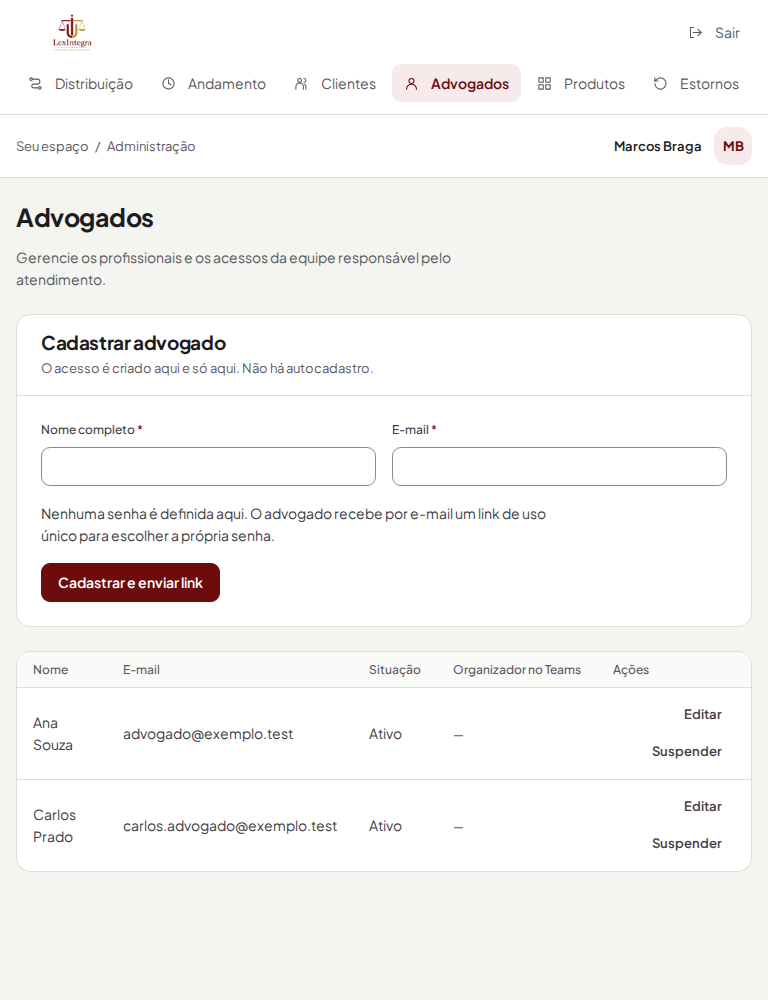 LexIntegra
Sair
Distribuição
Andamento
Clientes
Advogados
Produtos
Estornos
Seu espaço / Administração
Marcos Braga
MB
Advogados
Gerencie os profissionais e os acessos da equipe responsável pelo
atendimento.
Cadastrar advogado
O acesso é criado aqui e só aqui. Não há autocadastro.
Nome completo *
E-mail *
Nenhuma senha é definida aqui. O advogado recebe por e-mail um link de uso
único para escolher a própria senha.
Cadastrar e enviar link
Nome
E-mail
Situação
Organizador no Teams
Ações
Ana
Souza
advogado@exemplo.test
Ativo
—
Editar
Suspender
Carlos
Prado
carlos.advogado@exemplo.test
Ativo
—
Editar
Suspender